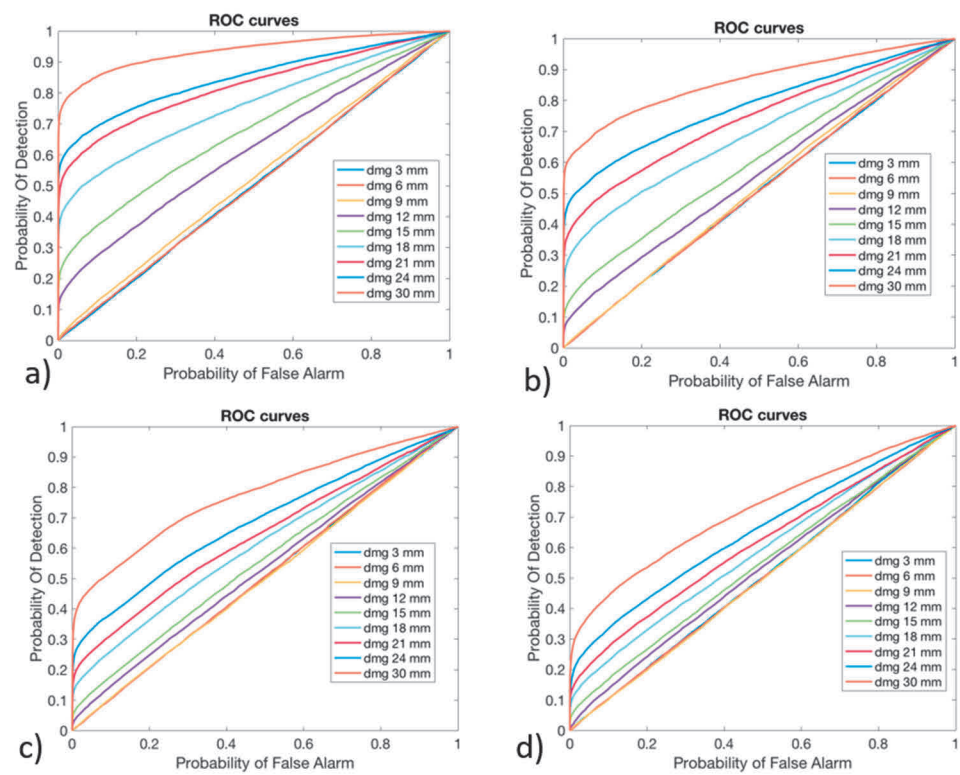 ROC curves
Probability Of Detection
1
0.9
0.8
0.7
0.6
0.5
0.4
0.3
0.2
0.1
0
0 0.2 0.4 0.6 0.8 1
Probability of False Alarm
dmg 3 mm
dmg 6 mm
dmg 9 mm
dmg 12 mm
dmg 15 mm
dmg 18 mm
dmg 21 mm
dmg 24 mm
dmg 30 mm
a)
ROC curves
Probability Of Detection
1
0.9
0.8
0.7
0.6
0.5
0.4
0.3
0.2
0.1
0
0 0.2 0.4 0.6 0.8 1
Probability of False Alarm
dmg 3 mm
dmg 6 mm
dmg 9 mm
dmg 12 mm
dmg 15 mm
dmg 18 mm
dmg 21 mm
dmg 24 mm
dmg 30 mm
b)
ROC curves
Probability Of Detection
1
0.9
0.8
0.7
0.6
0.5
0.4
0.3
0.2
0.1
0
0 0.2 0.4 0.6 0.8 1
Probability of False Alarm
dmg 3 mm
dmg 6 mm
dmg 9 mm
dmg 12 mm
dmg 15 mm
dmg 18 mm
dmg 21 mm
dmg 24 mm
dmg 30 mm
c)
ROC curves
Probability Of Detection
1
0.9
0.8
0.7
0.6
0.5
0.4
0.3
0.2
0.1
0
0 0.2 0.4 0.6 0.8 1
Probability of False Alarm
dmg 3 mm
dmg 6 mm
dmg 9 mm
dmg 12 mm
dmg 15 mm
dmg 18 mm
dmg 21 mm
dmg 24 mm
dmg 30 mm
d)